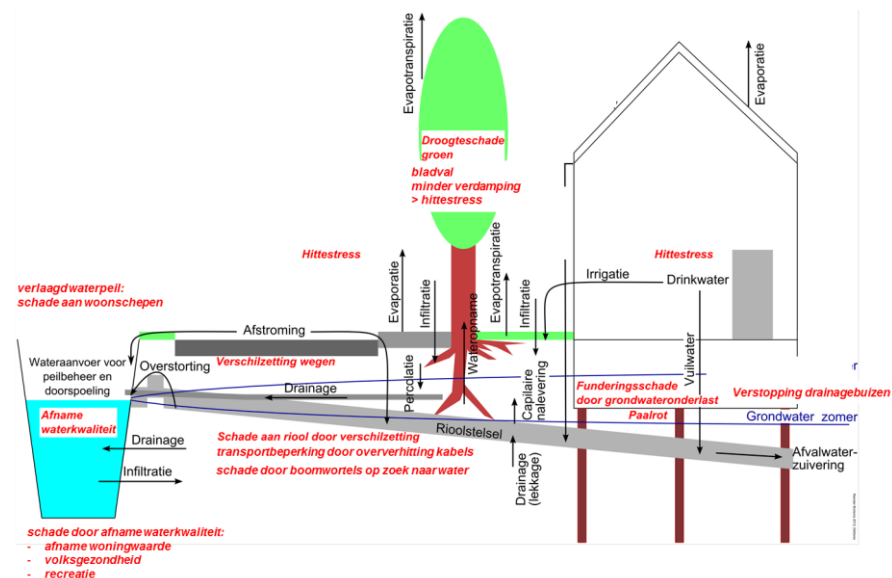 Evapotranspiratie
Evaporatie
Droogteschade
groen
bladval
minder verdamping
> hittestress
Hittestress
Hittestress
verlaagdwaterpeil:
schade aan woonschepen
Evaporatie
Infiltratie
Wateropname
Evapotranspiratie
Infiltratie
Irrigatie
Drinkwater
Afstroming
Vuilwater
Wateraanvoer voor
peilbeheer en
doorspoeling
Overstorting
Verschilzetting wegen
Percolatie
Capilaire
nalevering
Drainage
Funderingsschade
door grondwateronderlast
Paalrot
Verstopping drainagebuizen
Grondwater zomer
Afname
waterkwaliteit
Drainage
Infiltratie
Schade aan riool door verschilzetting
transportbeperking door oververhitting kabels
schade door boomwortels op zoek naar water
Rioolstelsel
Drainage
(lekkage)
Afvalwater-
zuivering
schade door afname waterkwaliteit:
- afname woningwaarde
- volksgezondheid
- recreatie